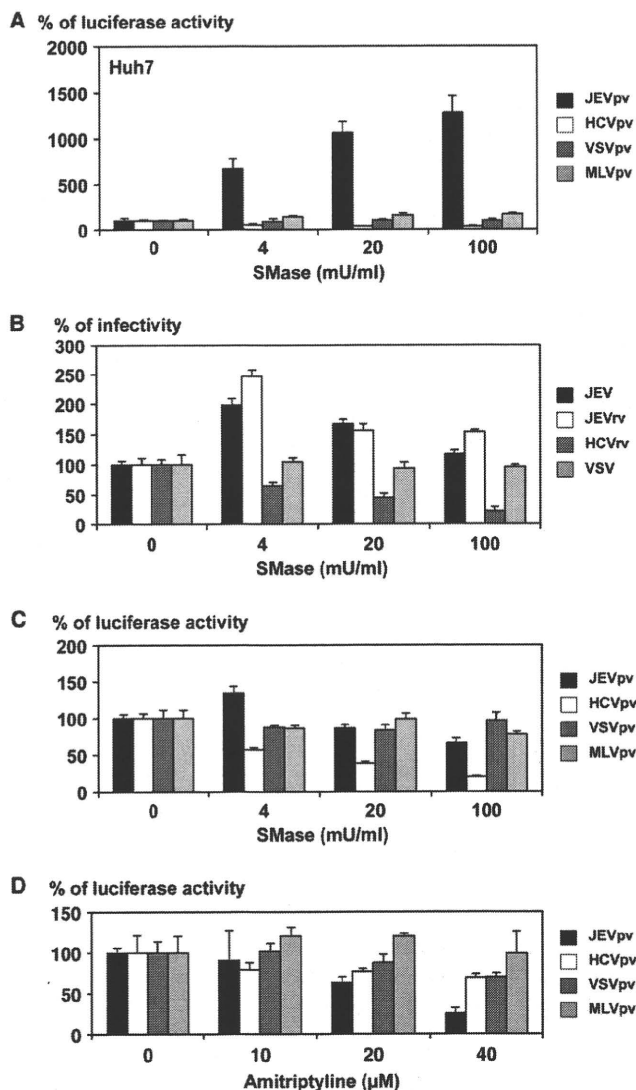 A % of luciferase activity
2000
1500
1000
500
0
Huh7
JEVpv
HCVpv
VSVpv
MLVpv
0 4 20 100
SMase (mU/ml)
B % of infectivity
300
250
200
150
100
50
0
JEV
JEVrv
HCVrv
VSV
0 4 20 100
SMase (mU/ml)
C % of luciferase activity
200
150
100
50
0
JEVpv
HCVpv
VSVpv
MLVpv
0 4 20 100
SMase (mU/ml)
D % of luciferase activity
150
100
50
0
JEVpv
HCVpv
VSVpv
MLVpv
0 10 20 40
Amitriptyline (µM)